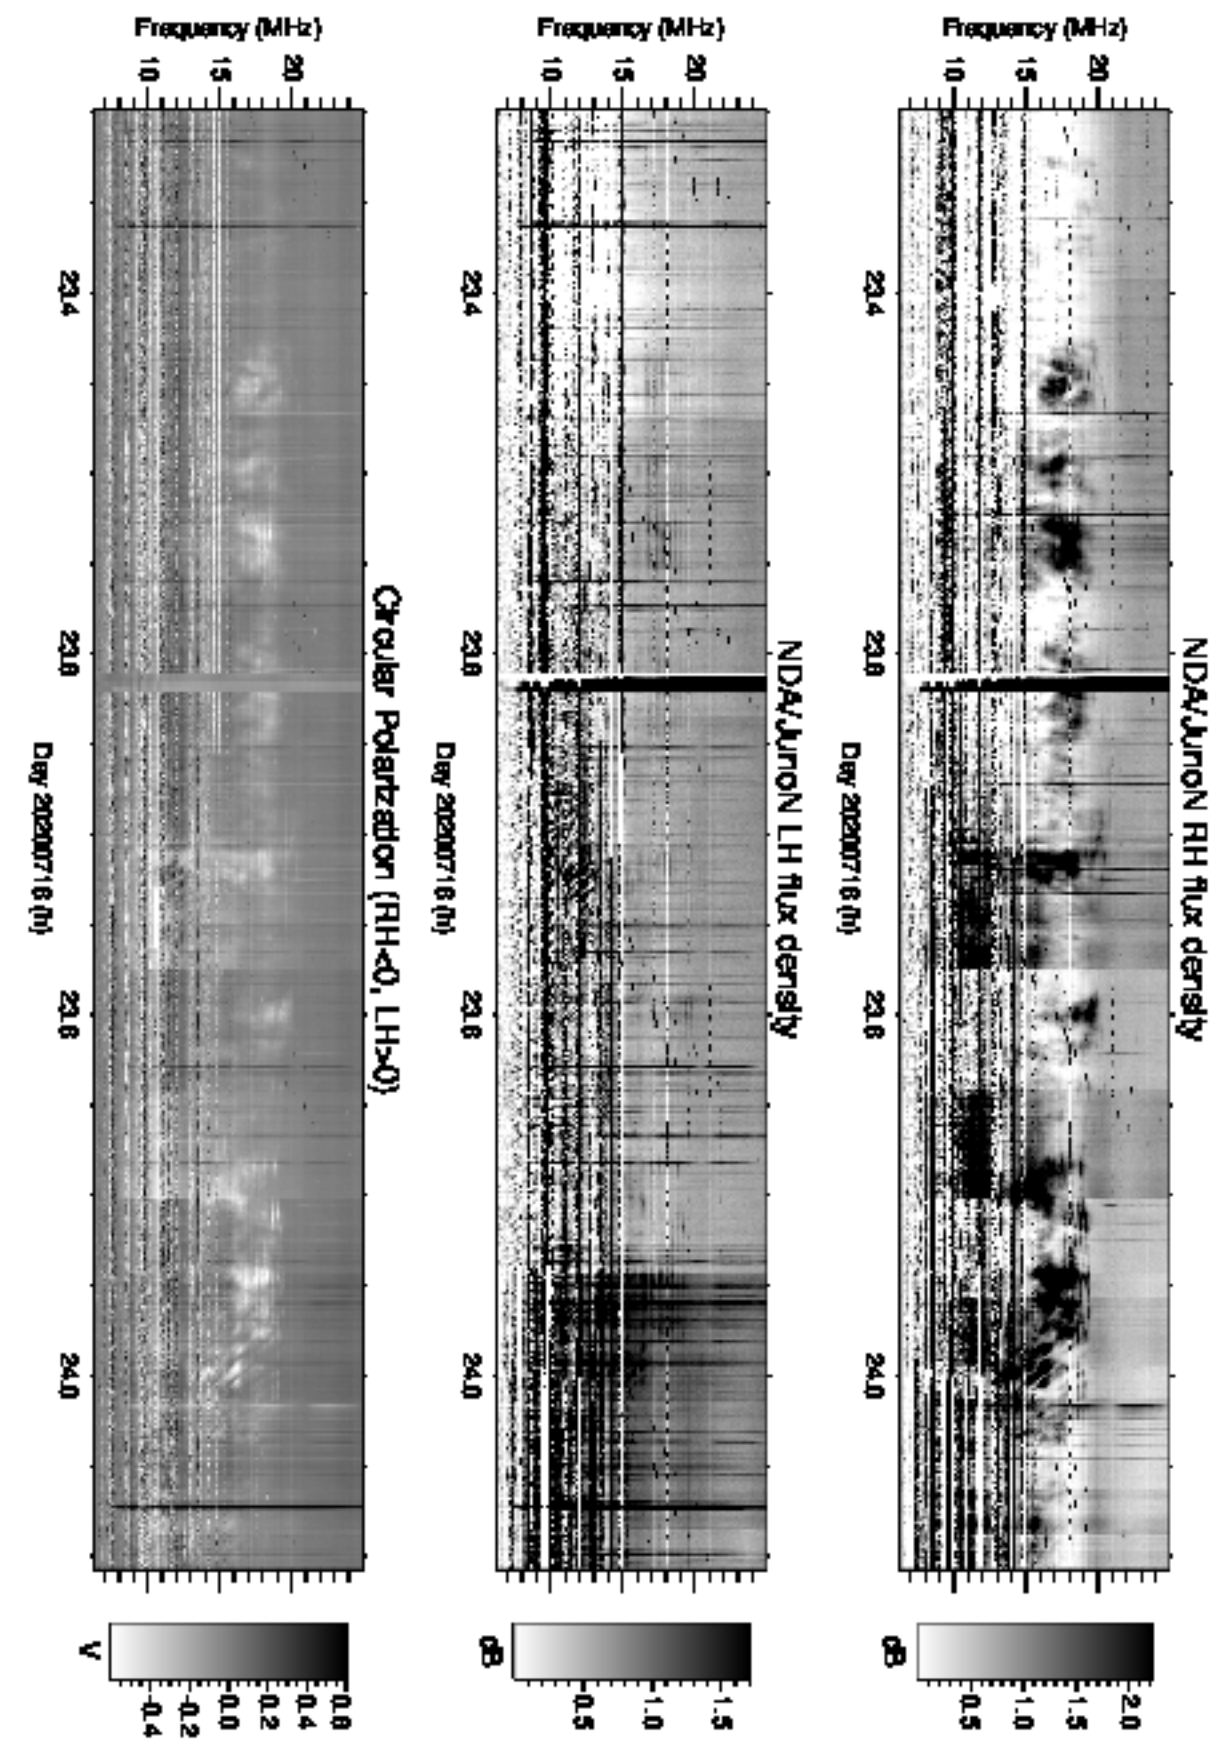 NDA/JunoN RH flux density
Frequency (MHz)
20
15
10
23.4
23.6
23.8
24.0
Day 20200716 (h)
2.0
1.5
1.0
0.5
dB
NDA/JunoN LH flux density
Frequency (MHz)
20
15
10
23.4
23.6
23.8
24.0
Day 20200716 (h)
1.0
0.5
dB
Circular Polarization (RH<0, LH>0)
Frequency (MHz)
20
15
10
23.4
23.6
23.8
24.0
Day 20200716 (h)
0.6
0.4
0.2
0.0
-0.2
-0.4
V